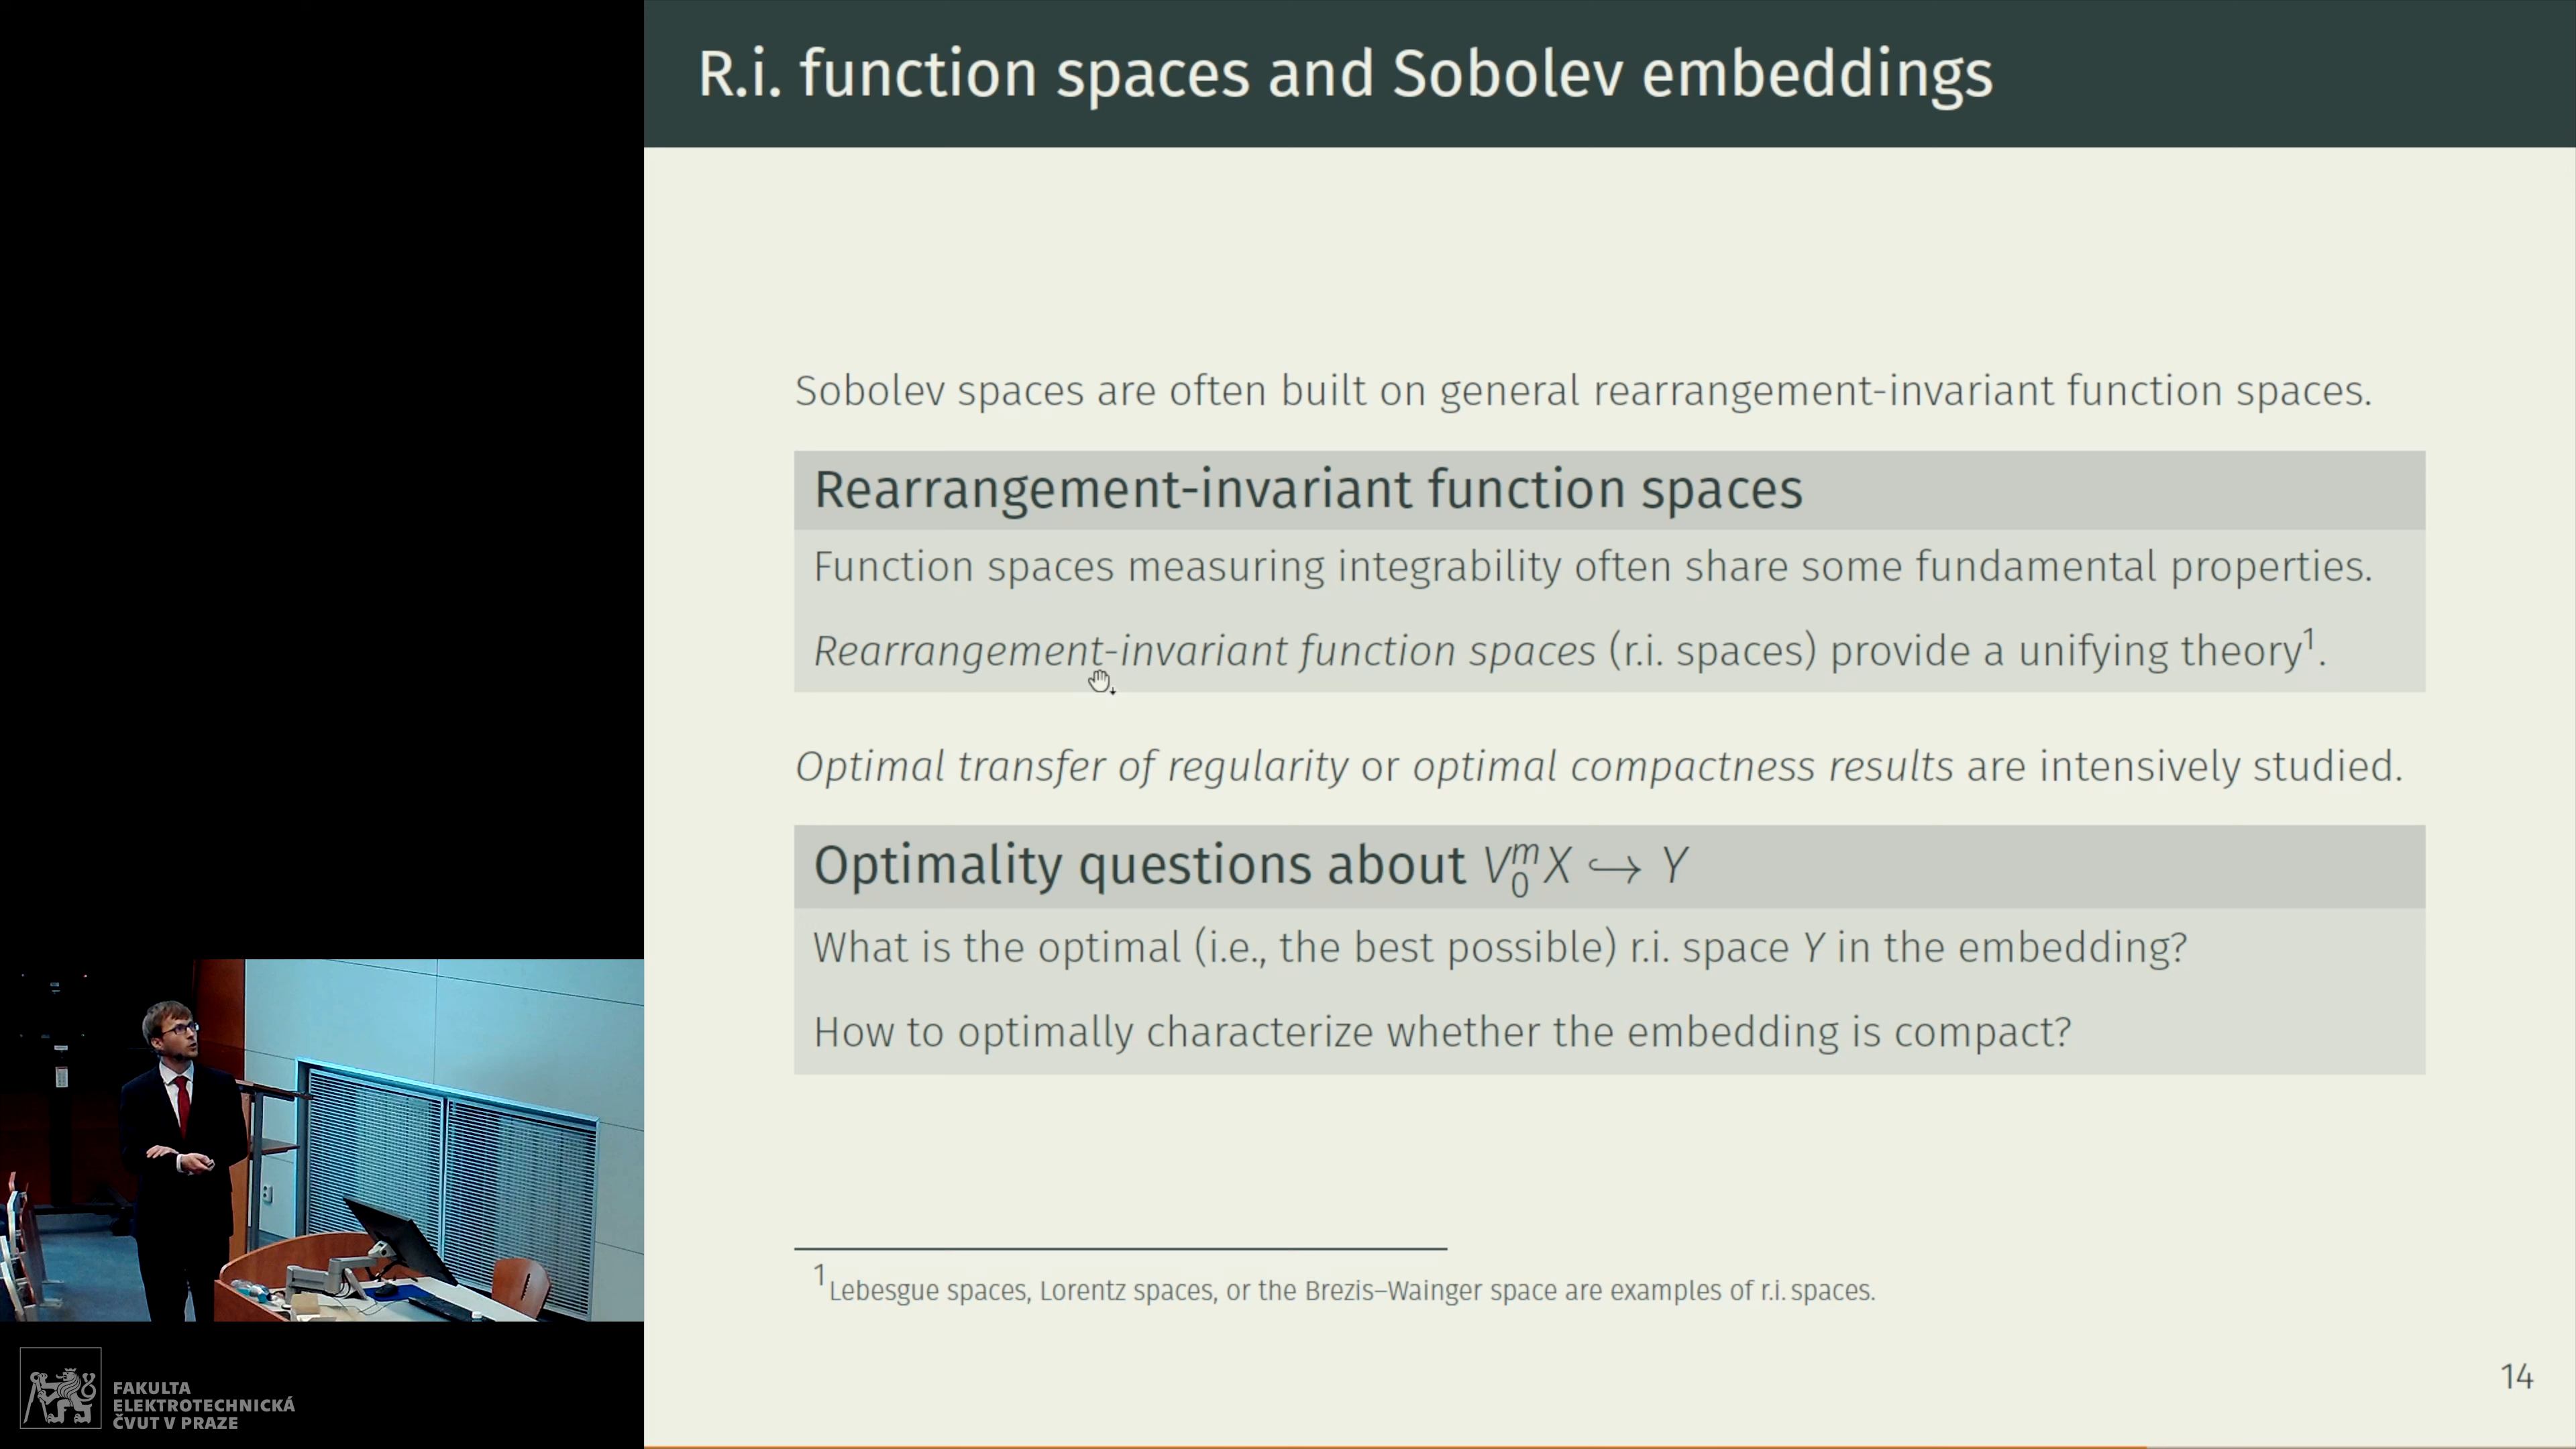 R.i. function spaces and Sobolev embeddings
Sobolev spaces are often built on general rearrangement-invariant function spaces.
Rearrangement-invariant function spaces
Function spaces measuring integrability often share some fundamental properties.
Rearrangement-invariant function spaces (r.i. spaces) provide a unifying theory¹.
Optimal transfer of regularity or optimal compactness results are intensively studied.
Optimality questions about V₀ᵐX ↪ Y
What is the optimal (i.e., the best possible) r.i. space Y in the embedding?
How to optimally characterize whether the embedding is compact?
¹Lebesgue spaces, Lorentz spaces, or the Brezis–Wainger space are examples of r.i. spaces.
14
FAKULTA
ELEKTROTECHNICKÁ
ČVUT V PRAZE